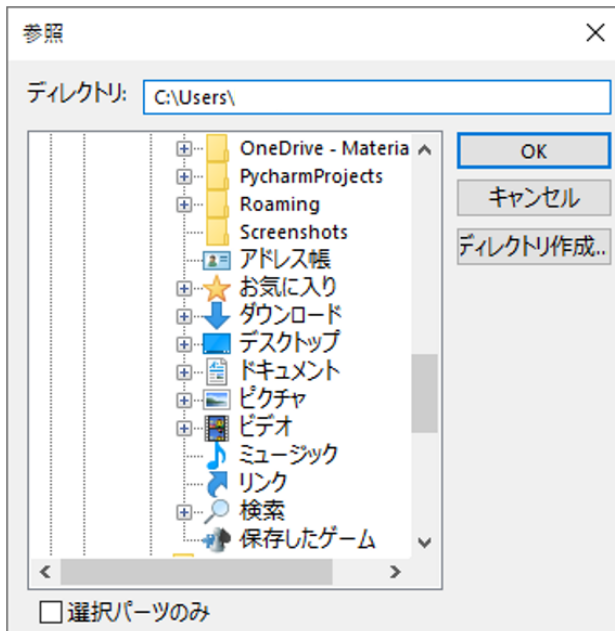 参照
ディレクトリ: C:\Users\
OneDrive - Materia
PycharmProjects
Roaming
Screenshots
アドレス帳
お気に入り
ダウンロード
デスクトップ
ドキュメント
ピクチャ
ビデオ
ミュージック
リンク
検索
保存したゲーム
OK
キャンセル
ディレクトリ作成..
選択パーツのみ